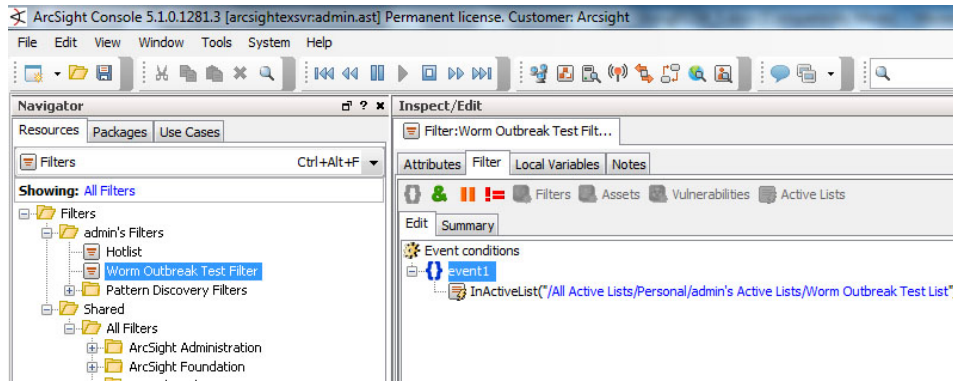 ArcSight Console 5.1.0.1281.3 [arcsightexsvr:admin.ast] Permanent license. Customer: Arcsight
File Edit View Window Tools System Help
Navigator
Resources Packages Use Cases
Filters Ctrl+Alt+F
Showing: All Filters
Filters
admin's Filters
Hotlist
Worm Outbreak Test Filter
Pattern Discovery Filters
Shared
All Filters
ArcSight Administration
ArcSight Foundation
Inspect/Edit
Filter:Worm Outbreak Test Filt...
Attributes Filter Local Variables Notes
Filters Assets Vulnerabilities Active Lists
Edit Summary
Event conditions
event1
InActiveList("/All Active Lists/Personal/admin's Active Lists/Worm Outbreak Test List"